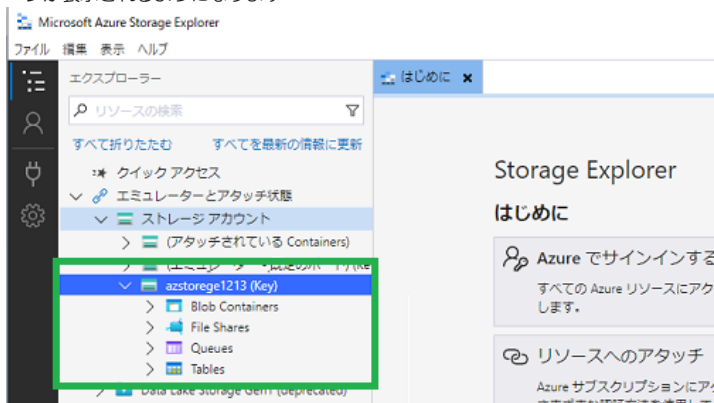 Microsoft Azure Storage Explorer
ファイル 編集 表示 ヘルプ
エクスプローラー
はじめに
リソースの検索
すべて折りたたむ すべてを最新の情報に更新
クイック アクセス
エミュレーターとアタッチ状態
ストレージ アカウント
(アタッチされている Containers)
azstorege1213 (Key)
Blob Containers
File Shares
Queues
Tables
Data Lake Storage Gen1 (deprecated)
Storage Explorer
はじめに
Azure でサインインする
すべての Azure リソースにアク
します。
リソースへのアタッチ
Azure サブスクリプションにア